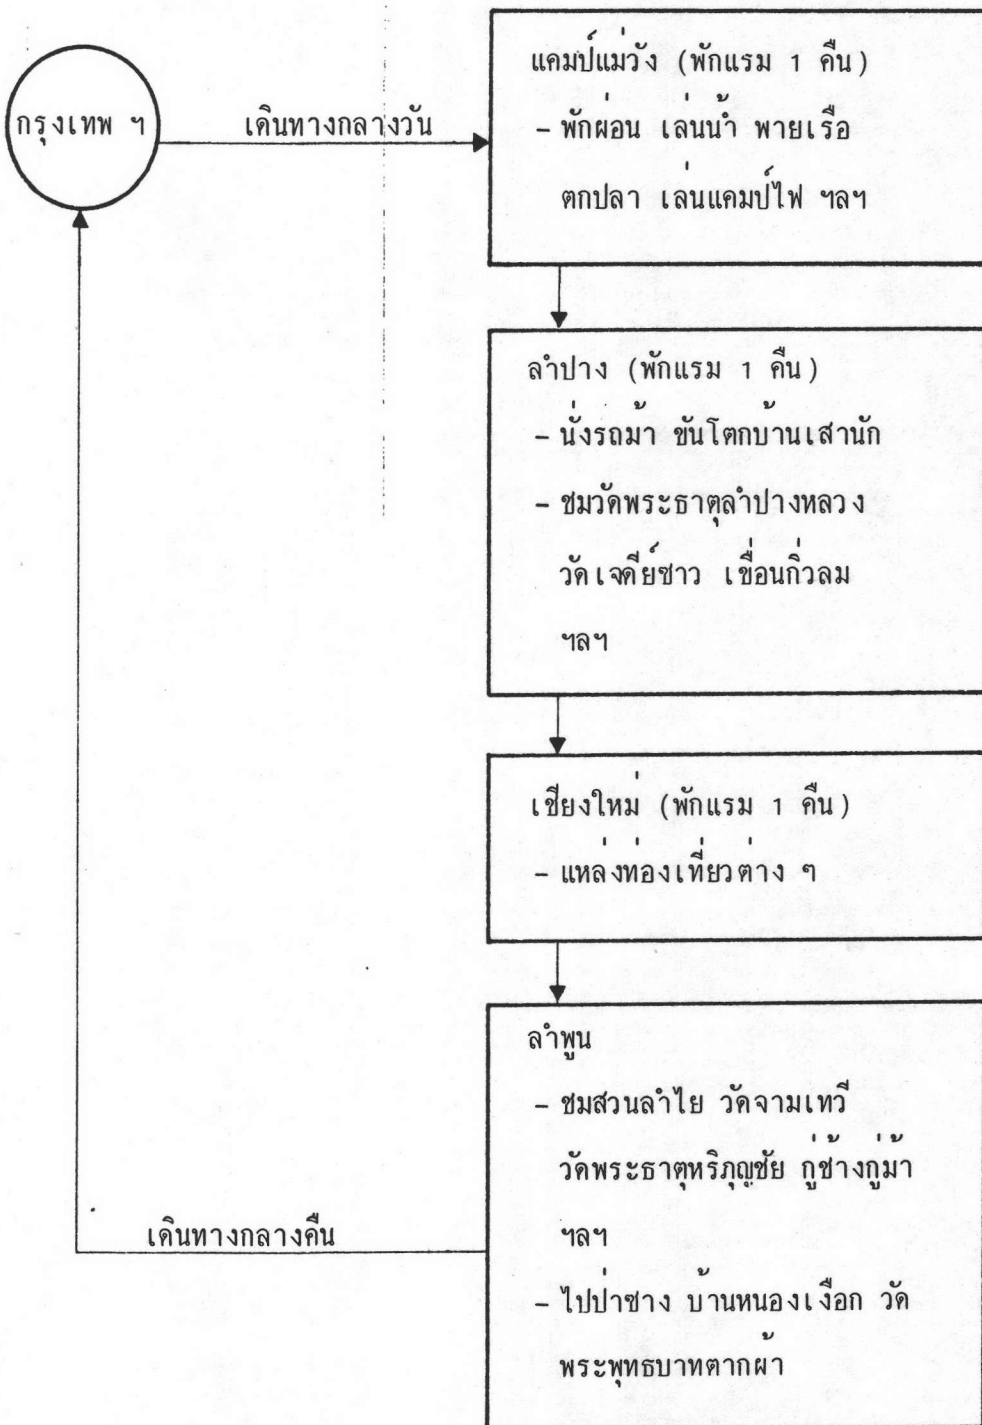 กรุงเทพ ฯ
เดินทางกลางวัน
แคมป์แม่วัง (พักแรม 1 คืน)
- พักผ่อน เล่นน้ำ พายเรือ
ตกปลา เล่นแคมป์ไฟ ฯลฯ
ลำปาง (พักแรม 1 คืน)
- นั่งรถม้า ขันโตกบ้านเสานัก
- ชมวัดพระธาตุลำปางหลวง
วัดเจดีย์ซาว เขื่อนกิ่วลม
ฯลฯ
เชียงใหม่ (พักแรม 1 คืน)
- แหล่งท่องเที่ยวต่าง ๆ
ลำพูน
- ชมสวนลำไย วัดจามเทวี
วัดพระธาตุหริภุญชัย กู่ช้างกู่ม้า
ฯลฯ
- ไปป่าซาง บ้านหนองเงือก วัด
พระพุทธบาทตากผ้า
เดินทางกลางคืน